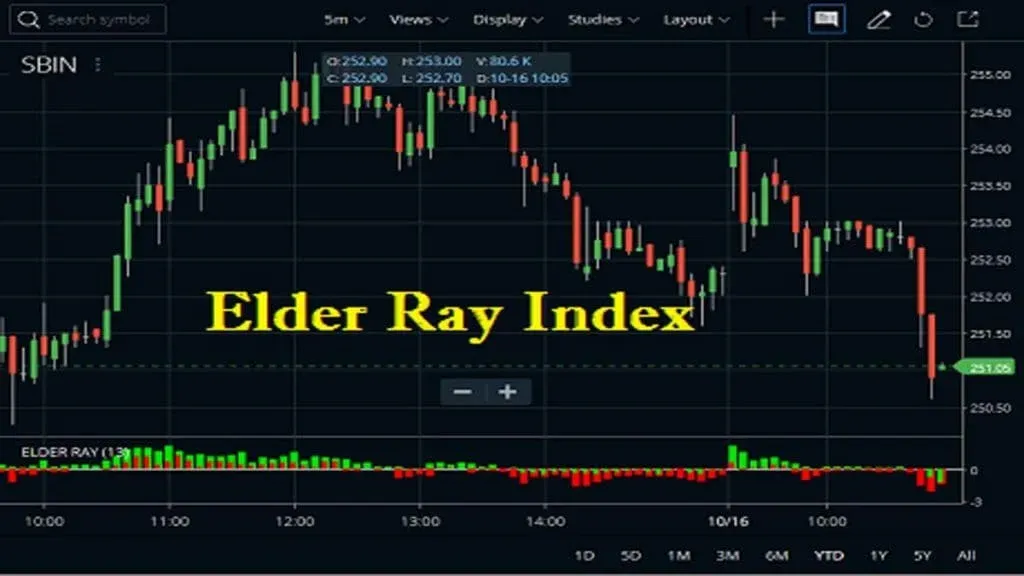 Search symbol 5m Views Display Studies Layout
SBIN
O:252.90 H:253.00 V:80.6 K
C: 252.90 L: 252.70 D:10-16 10:05
255.00
254.50
254.00
253.50
253.00
252.50
252.00
Elder Ray Index
251.50
251.05
250.50
ELDER RAY (13)
0
-3
10:00 11:00 12:00 13:00 14:00 10/16 10:00
1D 5D 1M 3M 6M YTD 1Y 5Y All